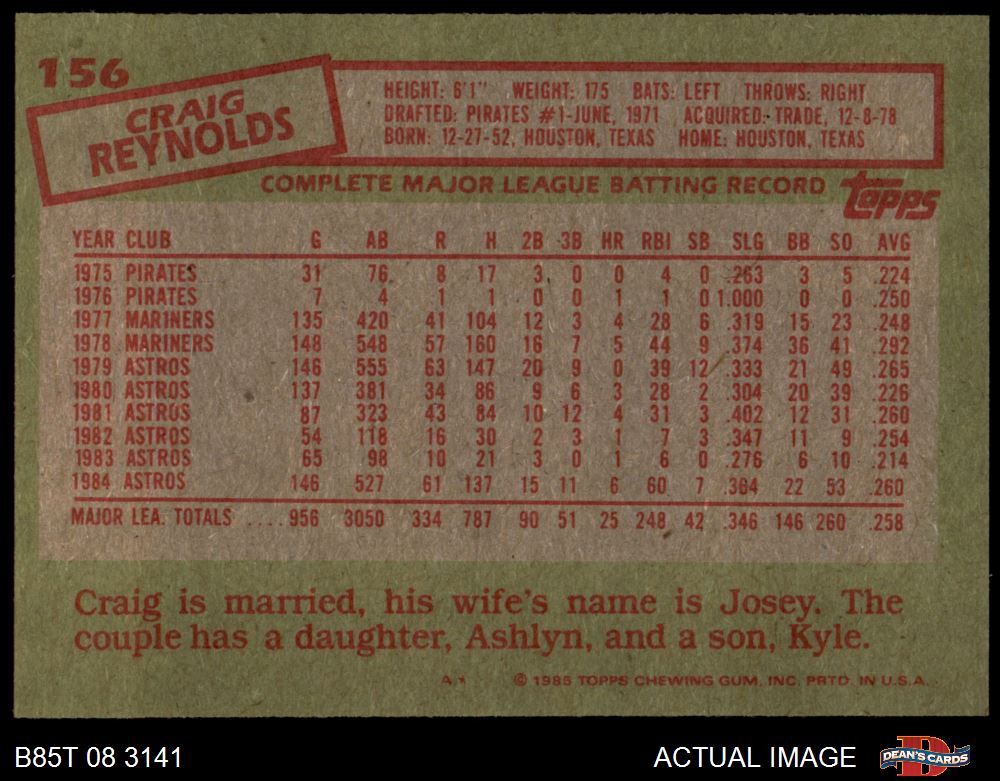 156
CRAIG
REYNOLDS
HEIGHT: 6'1" WEIGHT: 175 BATS: LEFT THROWS: RIGHT
DRAFTED: PIRATES #1-JUNE, 1971 ACQUIRED: TRADE, 12-8-78
BORN: 12-27-52, HOUSTON, TEXAS HOME: HOUSTON, TEXAS
COMPLETE MAJOR LEAGUE BATTING RECORD
Topps
YEAR CLUB G AB R H 2B 3B HR RBI SB SLG BB SO AVG
1975 PIRATES 31 76 8 17 3 0 0 4 0 .263 3 5 .224
1976 PIRATES 7 4 1 1 0 0 1 1 0 1.000 0 0 .250
1977 MARINERS 135 420 41 104 12 3 4 28 6 .319 15 23 .248
1978 MARINERS 148 548 57 160 16 7 5 44 9 .374 36 41 .292
1979 ASTROS 146 555 63 147 20 9 0 39 12 .333 21 49 .265
1980 ASTROS 137 381 34 86 9 6 3 28 2 .304 20 39 .226
1981 ASTROS 87 323 43 84 10 12 4 31 3 .402 12 31 .260
1982 ASTROS 54 118 16 30 2 3 1 7 3 .347 11 9 .254
1983 ASTROS 65 98 10 21 3 0 1 6 0 .276 6 10 .214
1984 ASTROS 146 527 61 137 15 11 6 60 7 .364 22 53 .260
MAJOR LEA. TOTALS .... 956 3050 334 787 90 51 25 248 42 .346 146 260 .258
Craig is married, his wife's name is Josey. The
couple has a daughter, Ashlyn, and a son, Kyle.
© 1985 TOPPS CHEWING GUM, INC. PRTD. IN U.S.A.
B85T 08 3141
ACTUAL IMAGE
DEAN'S CARDS